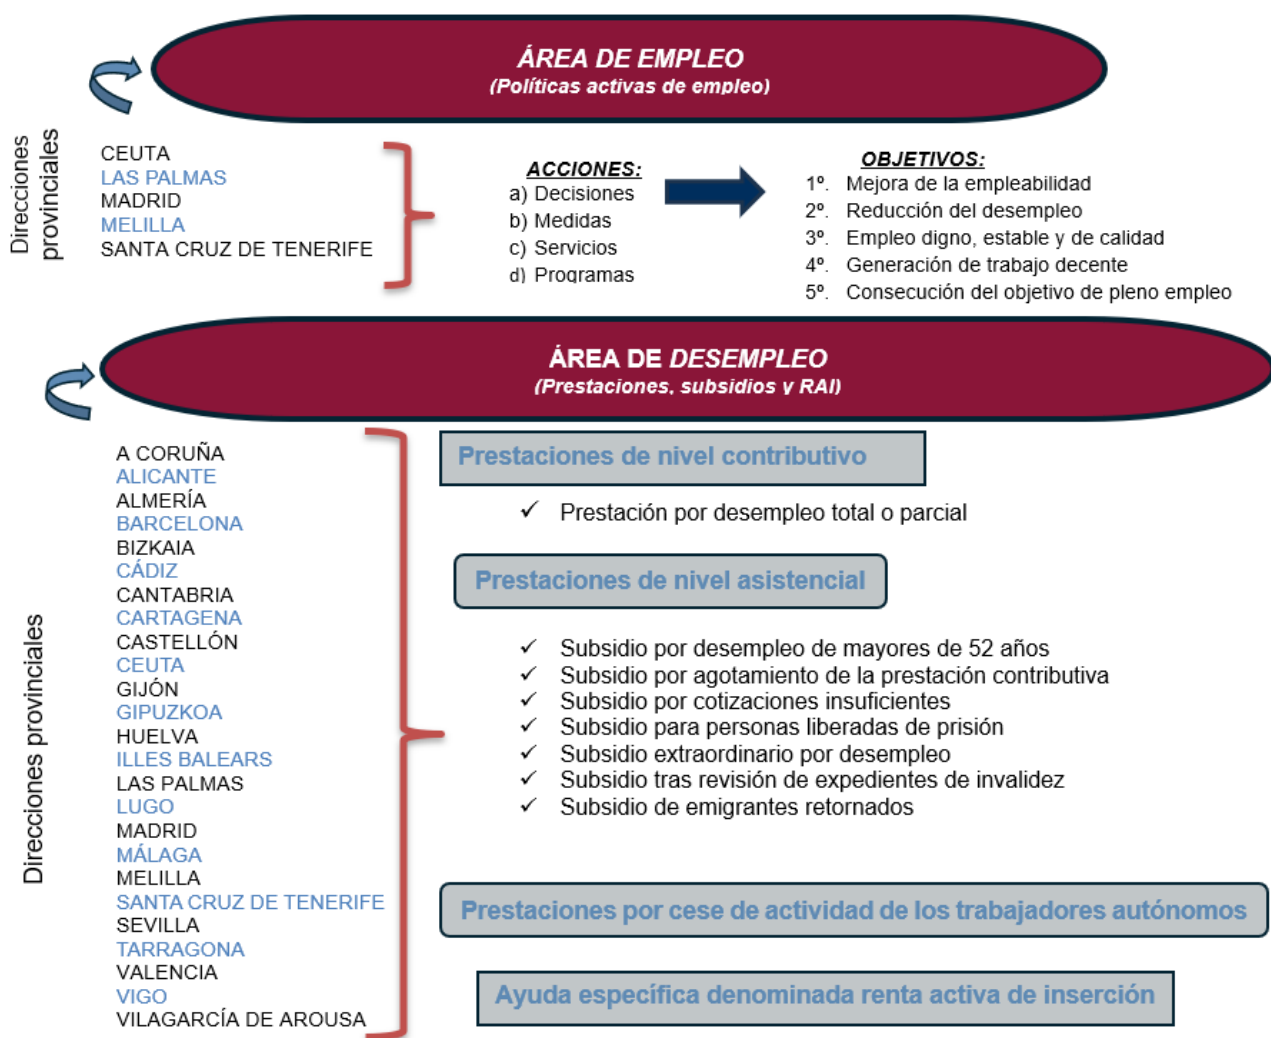 ÁREA DE EMPLEO
(Políticas activas de empleo)
Direcciones
provinciales
CEUTA
LAS PALMAS
MADRID
MELILLA
SANTA CRUZ DE TENERIFE
ACCIONES:
a) Decisiones
b) Medidas
c) Servicios
d) Programas
OBJETIVOS:
1º. Mejora de la empleabilidad
2º. Reducción del desempleo
3º. Empleo digno, estable y de calidad
4º. Generación de trabajo decente
5º. Consecución del objetivo de pleno empleo
ÁREA DE DESEMPLEO
(Prestaciones, subsidios y RAI)
Direcciones provinciales
A CORUÑA
ALICANTE
ALMERÍA
BARCELONA
BIZKAIA
CÁDIZ
CANTABRIA
CARTAGENA
CASTELLÓN
CEUTA
GIJÓN
GIPUZKOA
HUELVA
ILLES BALEARS
LAS PALMAS
LUGO
MADRID
MÁLAGA
MELILLA
SANTA CRUZ DE TENERIFE
SEVILLA
TARRAGONA
VALENCIA
VIGO
VILAGARCÍA DE AROUSA
Prestaciones de nivel contributivo
✓ Prestación por desempleo total o parcial
Prestaciones de nivel asistencial
✓ Subsidio por desempleo de mayores de 52 años
✓ Subsidio por agotamiento de la prestación contributiva
✓ Subsidio por cotizaciones insuficientes
✓ Subsidio para personas liberadas de prisión
✓ Subsidio extraordinario por desempleo
✓ Subsidio tras revisión de expedientes de invalidez
✓ Subsidio de emigrantes retornados
Prestaciones por cese de actividad de los trabajadores autónomos
Ayuda específica denominada renta activa de inserción